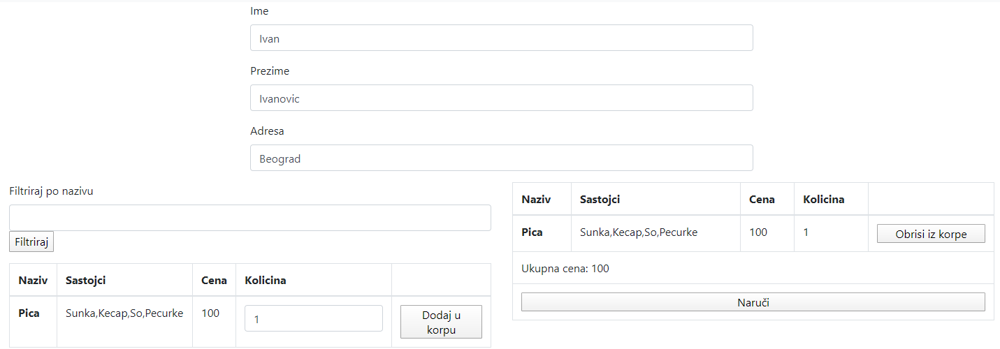 Ime
Ivan
Prezime
Ivanovic
Adresa
Beograd
Filtriraj po nazivu
Filtriraj
Naziv Sastojci Cena Kolicina
Pica Sunka,Kecap,So,Pecurke 100 1 Dodaj u
korpu
Naziv Sastojci Cena Kolicina
Pica Sunka,Kecap,So,Pecurke 100 1 Obrisi iz korpe
Ukupna cena: 100
Naruči